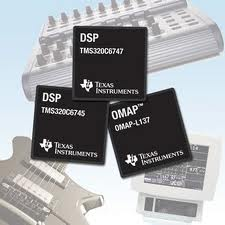 DSP
TMS320C6747
TEXAS
INSTRUMENTS
DSP
TMS320C6745
TEXAS
INSTRUMENTS
OMAP™
OMAP-L137
TEXAS
INSTRUMENTS